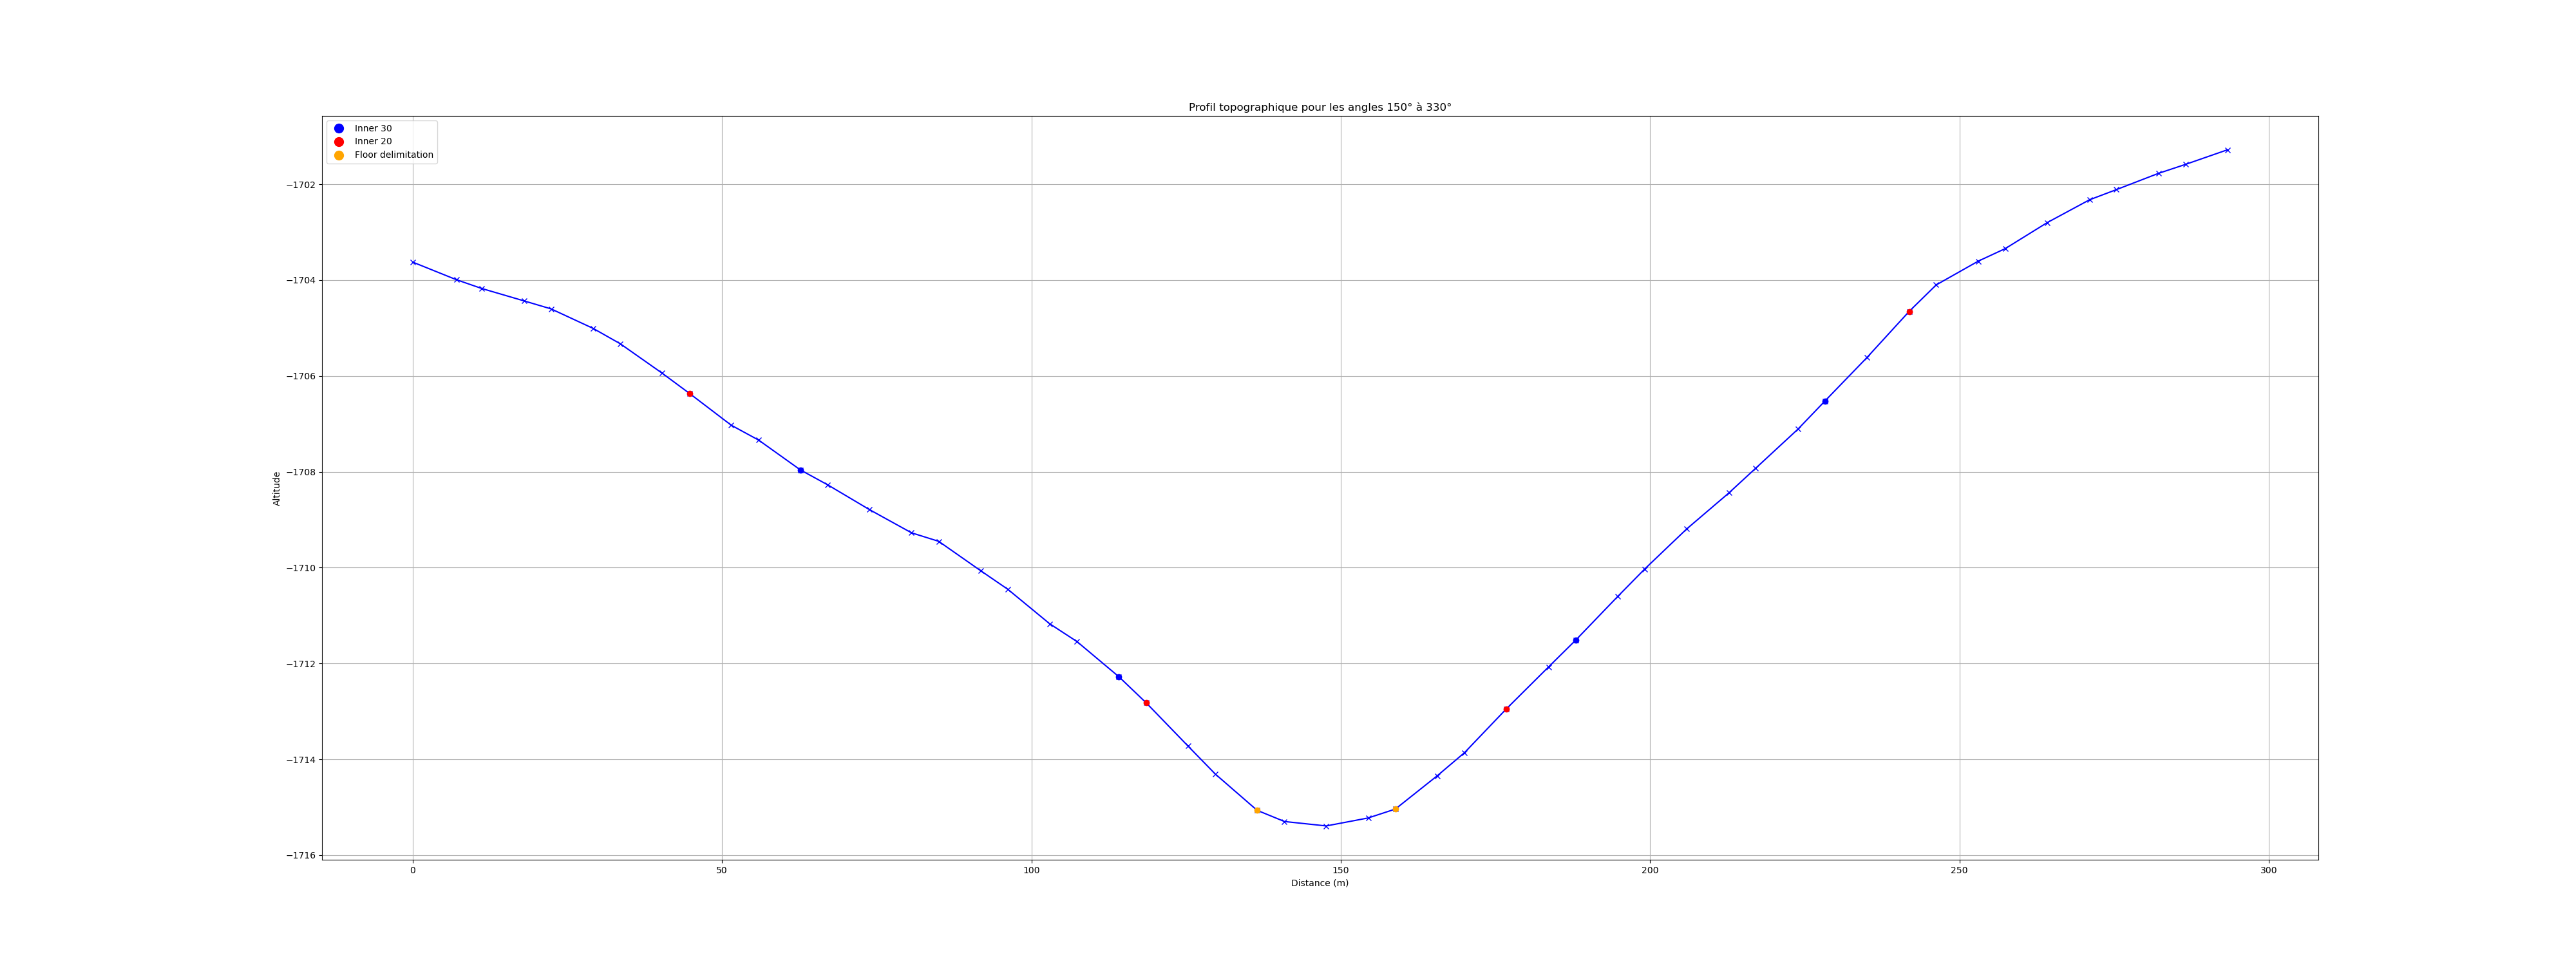 Profil topographique pour les angles 150° à 330°
Inner 30
Inner 20
Floor delimitation
Altitude
−1702
−1704
−1706
−1708
−1710
−1712
−1714
−1716
0 50 100 150 200 250 300
Distance (m)